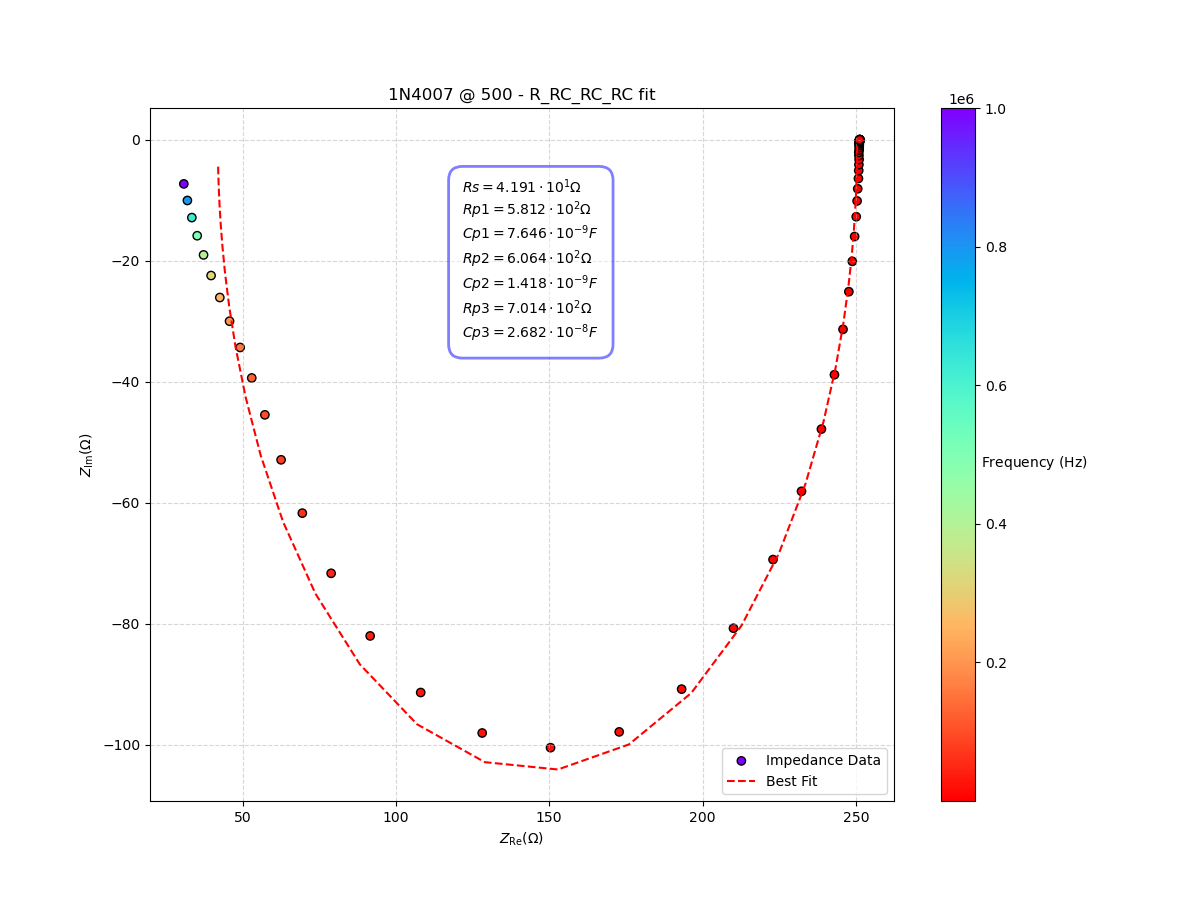 1N4007 @ 500 - R_RC_RC_RC fit
1e6
Rs = 4.191 · 10¹Ω
Rp1 = 5.812 · 10²Ω
Cp1 = 7.646 · 10⁻⁹F
Rp2 = 6.064 · 10²Ω
Cp2 = 1.418 · 10⁻⁹F
Rp3 = 7.014 · 10²Ω
Cp3 = 2.682 · 10⁻⁸F
0
−20
−40
−60
−80
−100
Z_Im(Ω)
50
100
150
200
250
Z_Re(Ω)
Impedance Data
Best Fit
1.0
0.8
0.6
0.4
0.2
Frequency (Hz)